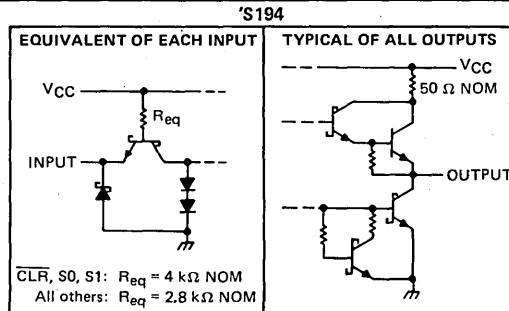 'S194
EQUIVALENT OF EACH INPUT
VCC
Req
INPUT
CLR, S0, S1: Req = 4 kΩ NOM
All others: Req = 2.8 kΩ NOM
TYPICAL OF ALL OUTPUTS
VCC
50 Ω NOM
OUTPUT